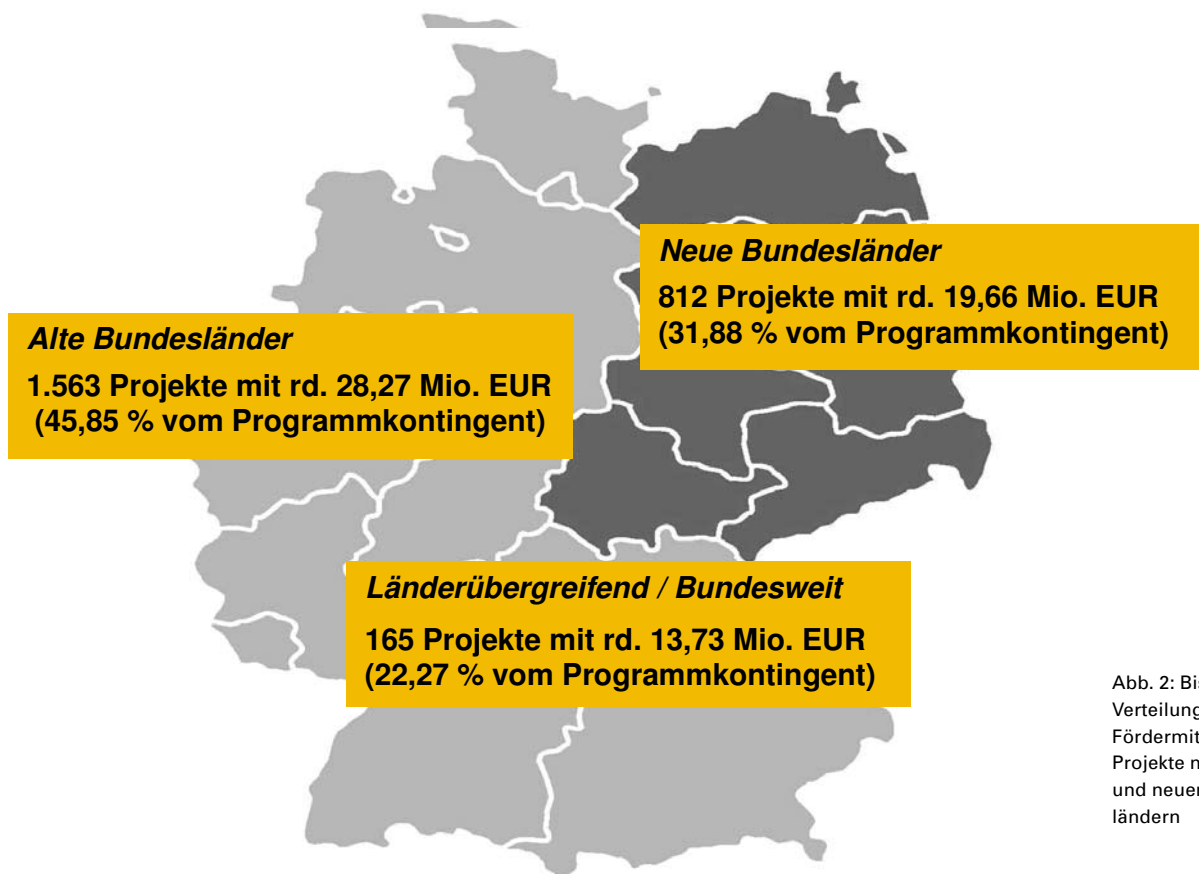 Neue Bundesländer
812 Projekte mit rd. 19,66 Mio. EUR
(31,88 % vom Programmkontingent)
Alte Bundesländer
1.563 Projekte mit rd. 28,27 Mio. EUR
(45,85 % vom Programmkontingent)
Länderübergreifend / Bundesweit
165 Projekte mit rd. 13,73 Mio. EUR
(22,27 % vom Programmkontingent)
Abb. 2:
Verteilung
Projekte
und
ländern